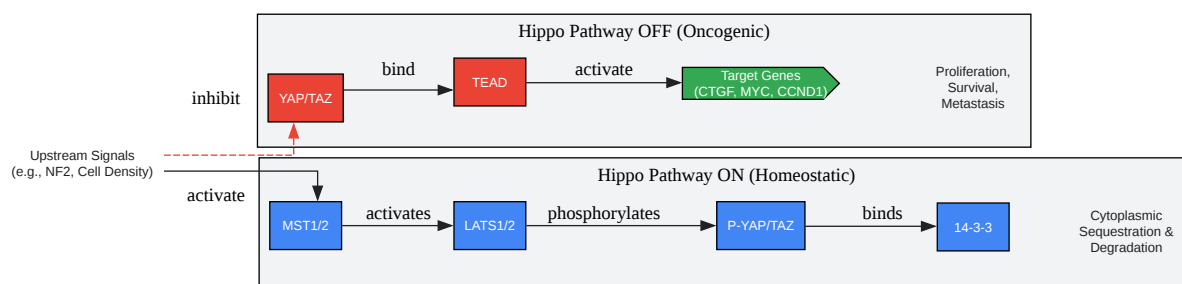 Hippo Pathway OFF (Oncogenic)
bind
activate
YAP/TAZ
TEAD
Target Genes
(CTGF, MYC, CCND1)
Proliferation,
Survival,
Metastasis
inhibit
Upstream Signals
(e.g., NF2, Cell Density)
activate
Hippo Pathway ON (Homeostatic)
MST1/2
activates
LATS1/2
phosphorylates
P-YAP/TAZ
binds
14-3-3
Cytoplasmic
Sequestration &
Degradation